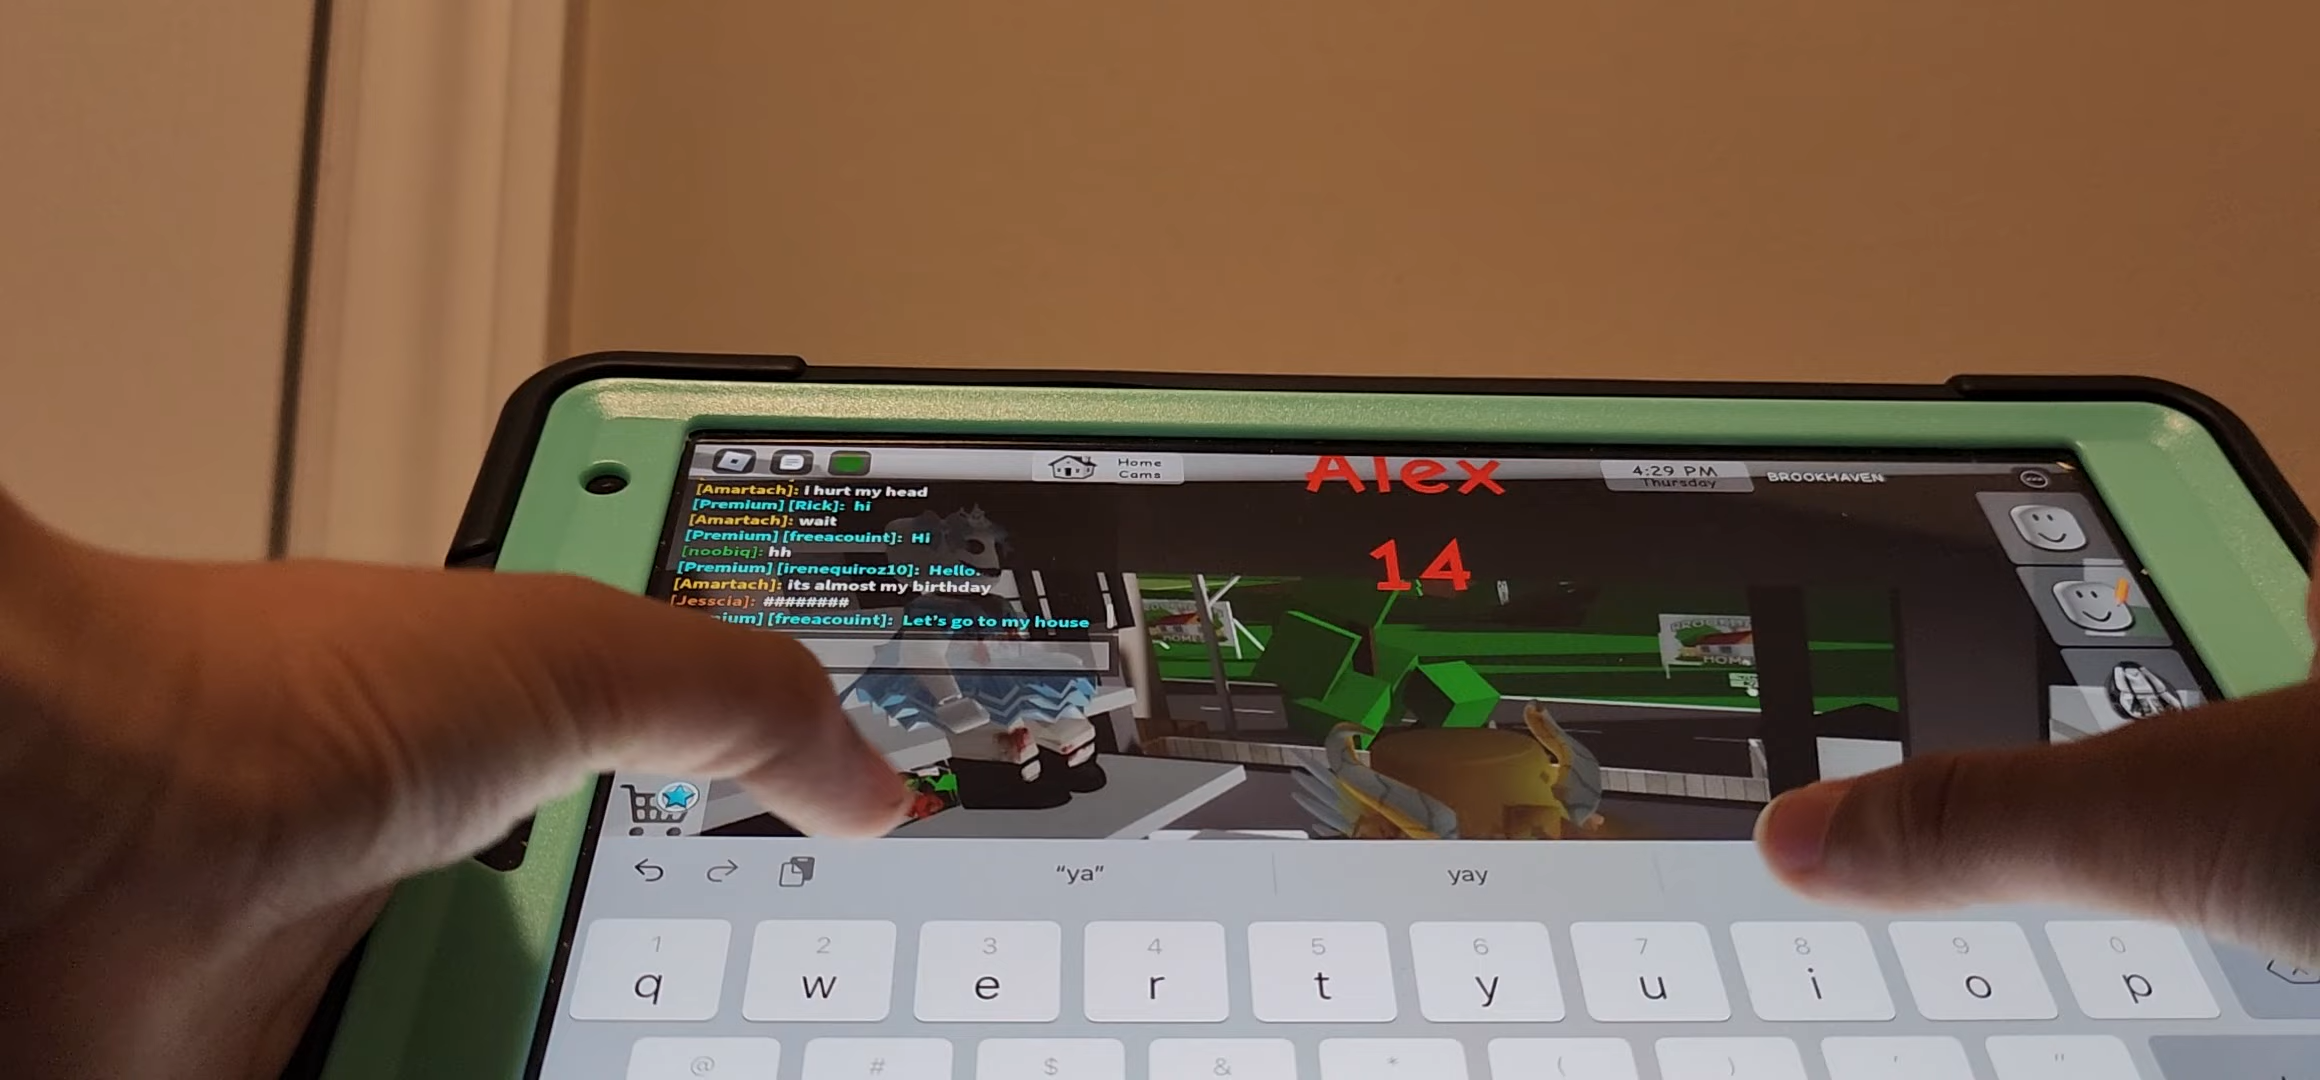 Home
Cams
Alex
14
4:29 PM
Thursday
BROOKHAVEN
[Amartach]: i hurt my head
[Premium] [Rick]: hi
[Amartach]: wait
[Premium] [freeacouint]: Hi
[noobiq]: hh
[Premium] [irenequiroz10]: Hello.
[Amartach]: its almost my birthday
[Jesscia]: ########
[freeacouint]: Let's go to my house
HOMES
"ya"
yay
1 2 3 4 5 6 7 8 9 0
q w e r t y u i o p
@ # $ & * ( ) ' "